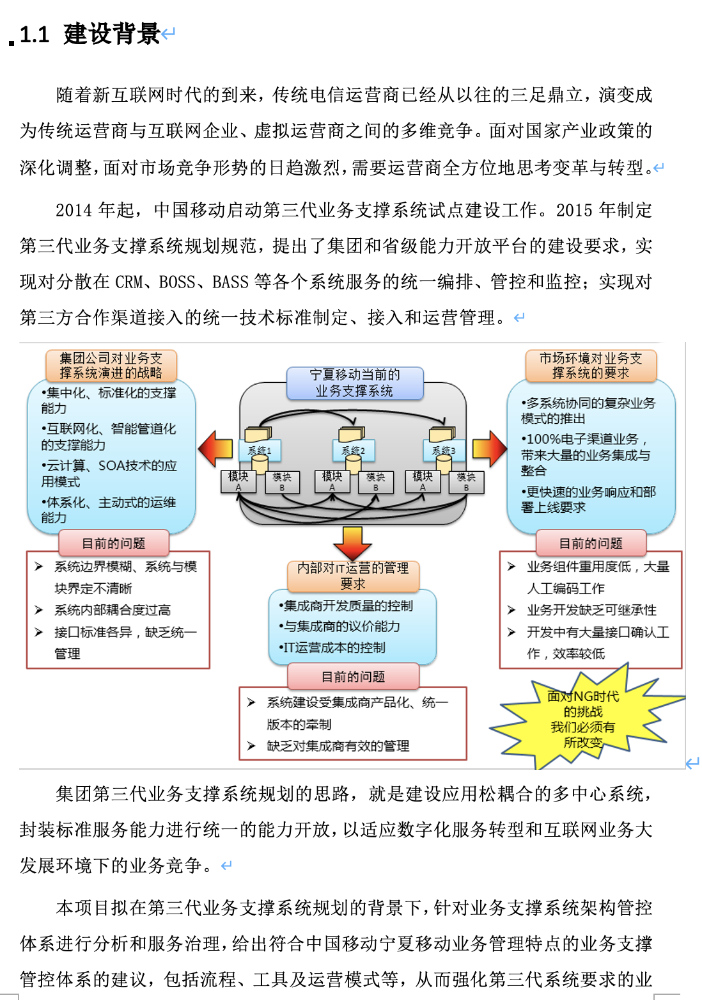 1.1 建设背景
随着新互联网时代的到来，传统电信运营商已经从以往的三足鼎立，演变成
为传统运营商与互联网企业、虚拟运营商之间的多维竞争。面对国家产业政策的
深化调整，面对市场竞争形势的日趋激烈，需要运营商全方位地思考变革与转型。
2014 年起，中国移动启动第三代业务支撑系统试点建设工作。2015 年制定
第三代业务支撑系统规划规范，提出了集团和省级能力开放平台的建设要求，实
现对分散在 CRM、BOSS、BASS 等各个系统服务的统一编排、管控和监控；实现对
第三方合作渠道接入的统一技术标准制定、接入和运营管理。
集团公司对业务支
撑系统演进的战略
•集中化、标准化的支撑
能力
•互联网化、智能管道化
的支撑能力
•云计算、SOA技术的应
用模式
•体系化、主动式的运维
能力
目前的问题
➢ 系统边界模糊、系统与模
块界定不清晰
➢ 系统内部耦合度过高
➢ 接口标准各异，缺乏统一
管理
宁夏移动当前的
业务支撑系统
系统1
系统2
系统3
模块
A
模块
B
模块
A
模块
B
模块
A
模块
B
内部对IT运营的管理
要求
•集成商开发质量的控制
•与集成商的议价能力
•IT运营成本的控制
目前的问题
➢ 系统建设受集成商产品化、统一
版本的牵制
➢ 缺乏对集成商有效的管理
市场环境对业务支
撑系统的要求
•多系统协同的复杂业务
模式的推出
•100%电子渠道业务，
带来大量的业务集成与
整合
•更快速的业务响应和部
署上线要求
目前的问题
➢ 业务组件重用度低，大量
人工编码工作
➢ 业务开发缺乏可继承性
➢ 开发中有大量接口确认工
作，效率较低
面对NG时代
的挑战
我们必须有
所改变
集团第三代业务支撑系统规划的思路，就是建设应用松耦合的多中心系统，
封装标准服务能力进行统一的能力开放，以适应数字化服务转型和互联网业务大
发展环境下的业务竞争。
本项目拟在第三代业务支撑系统规划的背景下，针对业务支撑系统架构管控
体系进行分析和服务治理，给出符合中国移动宁夏移动业务管理特点的业务支撑
管控体系的建议，包括流程、工具及运营模式等，从而强化第三代系统要求的业